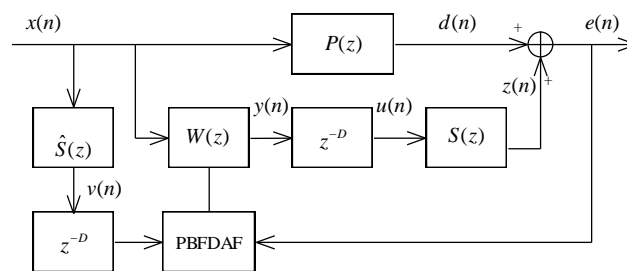 x(n)
P(z)
d(n)
+
e(n)
z(n)
+
Ŝ(z)
W(z)
y(n)
z^{-D}
u(n)
S(z)
v(n)
z^{-D}
PBFDAF